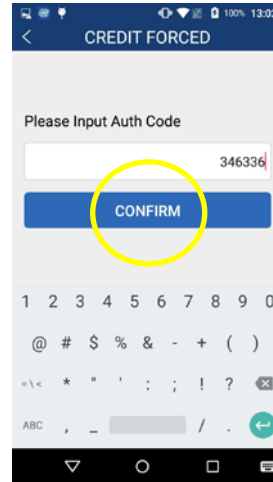 100% 13:02
CREDIT FORCED
Please Input Auth Code
346336
CONFIRM
1 2 3 4 5 6 7 8 9 0
@ # $ % & - + ( )
= \ < * " ' : ; ! ?
ABC , _ / .